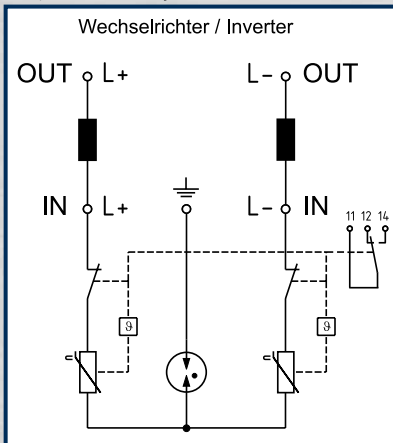 Wechselrichter / Inverter
OUT L+ L− OUT
IN L+ L− IN
11 12 14
ϑ ϑ
u u